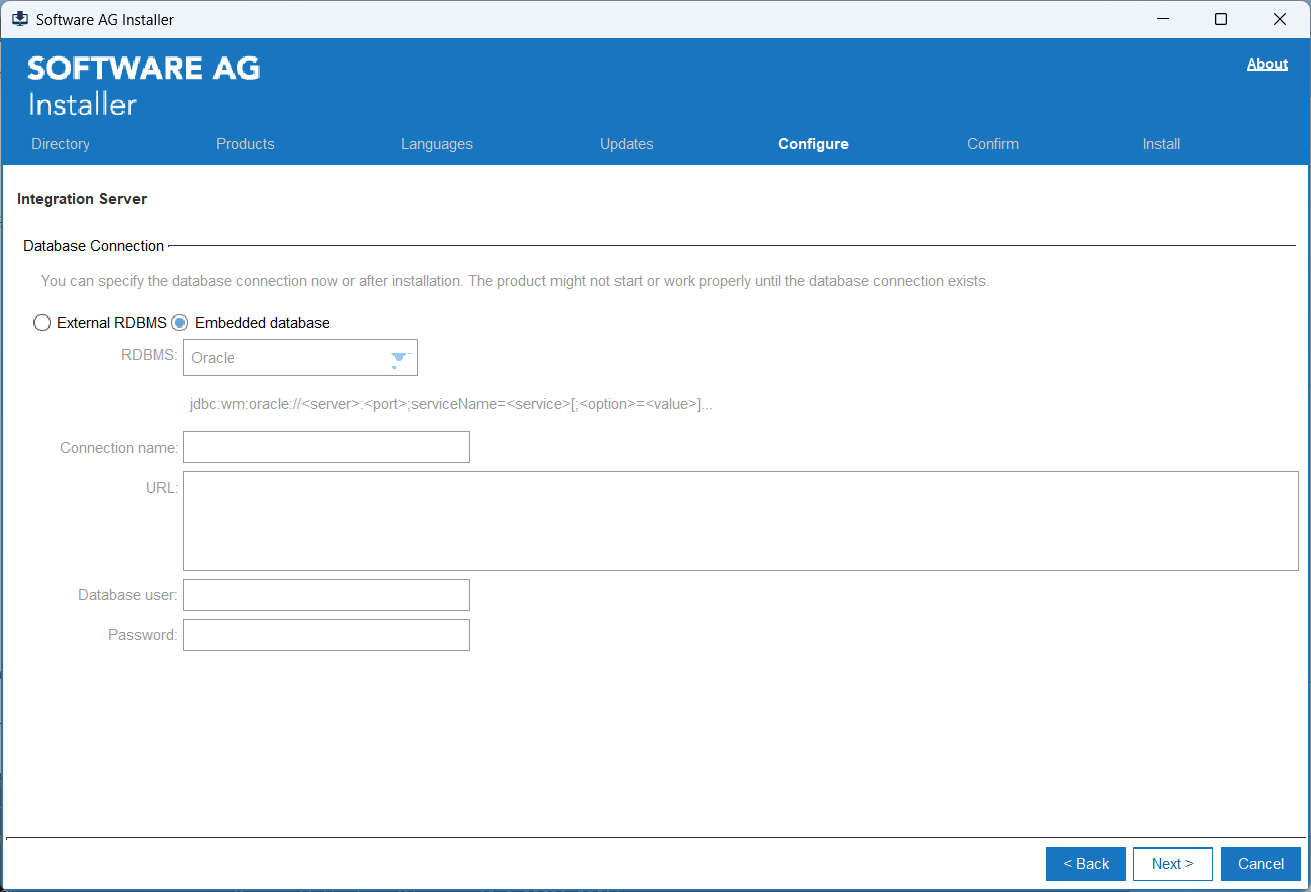 Software AG Installer
SOFTWARE AG
Installer
About
Directory Products Languages Updates Configure Confirm Install
Integration Server
Database Connection
You can specify the database connection now or after installation. The product might not start or work properly until the database connection exists.
External RDBMS Embedded database
RDBMS: Oracle
jdbc:wm:oracle://<server>:<port>;serviceName=<service>[;<option>=<value>]...
Connection name:
URL:
Database user:
Password:
< Back Next > Cancel